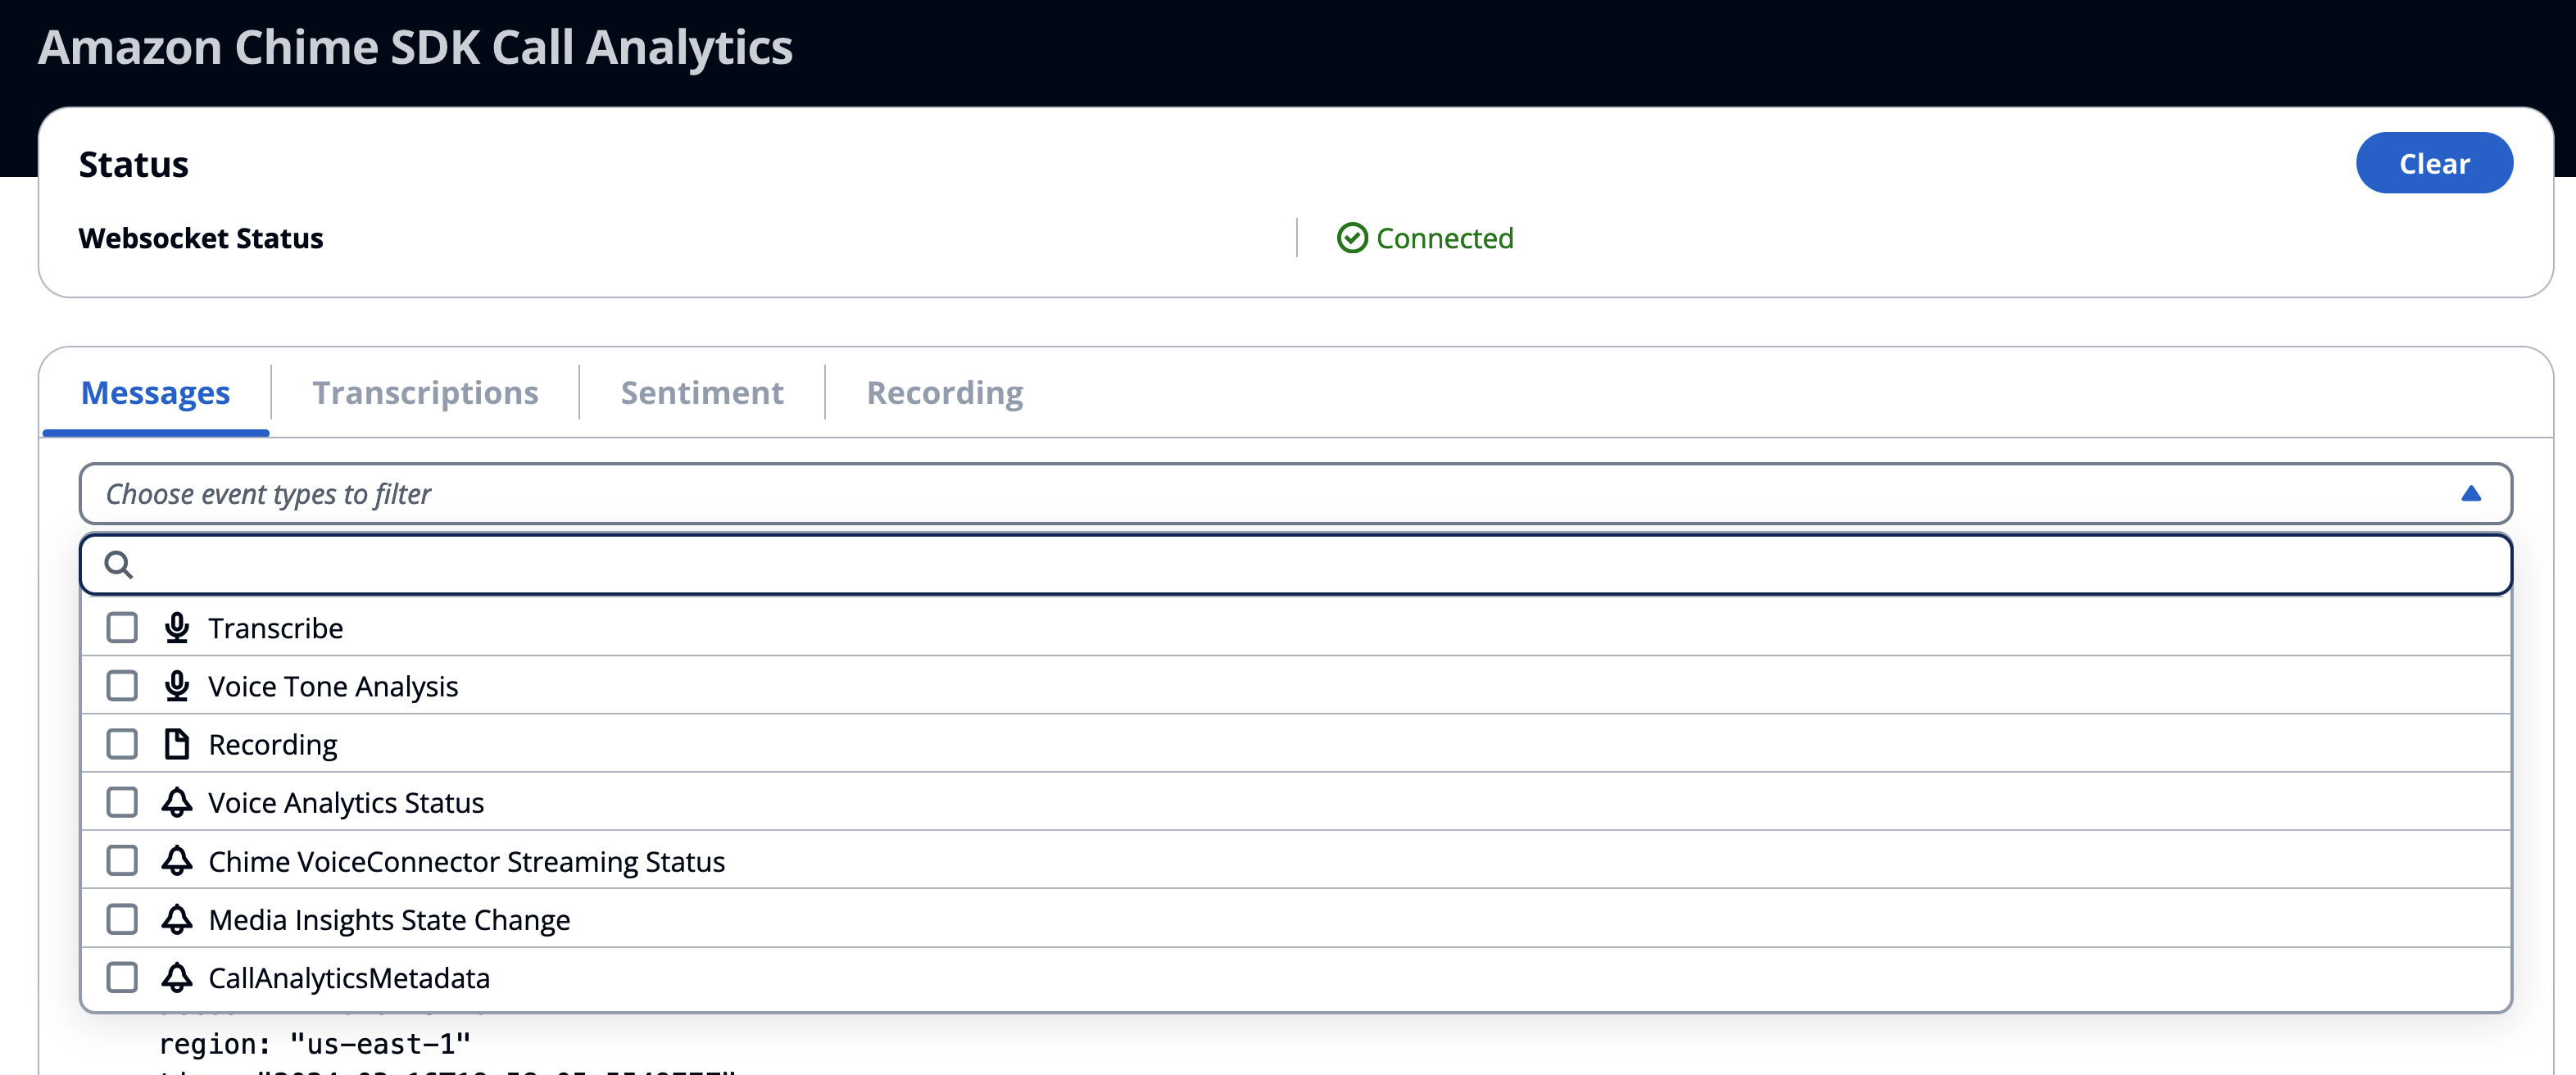 Amazon Chime SDK Call Analytics
Status
Clear
Websocket Status
Connected
Messages
Transcriptions
Sentiment
Recording
Choose event types to filter
Transcribe
Voice Tone Analysis
Recording
Voice Analytics Status
Chime VoiceConnector Streaming Status
Media Insights State Change
CallAnalyticsMetadata
region: "us-east-1"